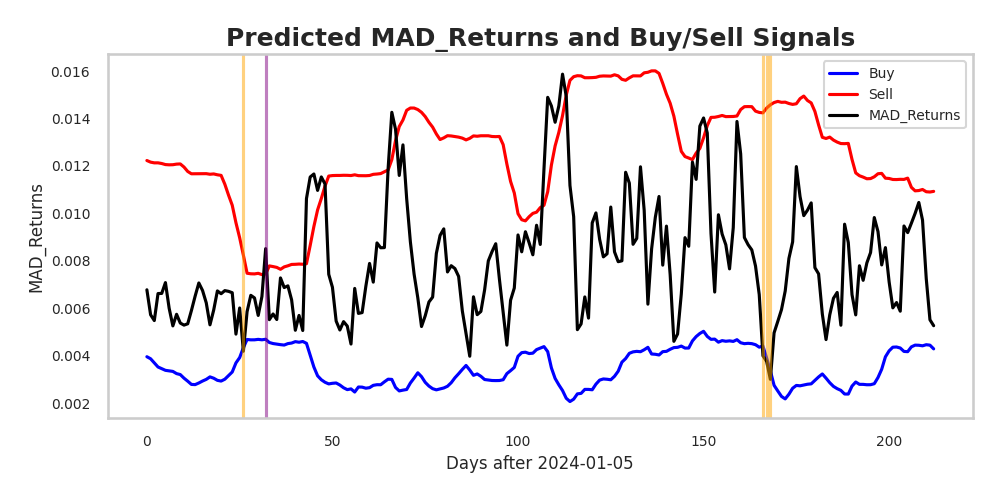 Predicted MAD_Returns and Buy/Sell Signals
Buy
Sell
MAD_Returns
0.016
0.014
0.012
0.010
0.008
0.006
0.004
0.002
MAD_Returns
0
50
100
150
200
Days after 2024-01-05